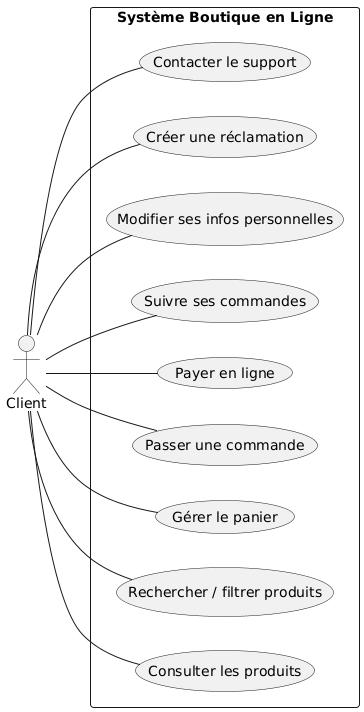 Système Boutique en Ligne
Contacter le support
Créer une réclamation
Modifier ses infos personnelles
Suivre ses commandes
Client
Payer en ligne
Passer une commande
Gérer le panier
Rechercher / filtrer produits
Consulter les produits